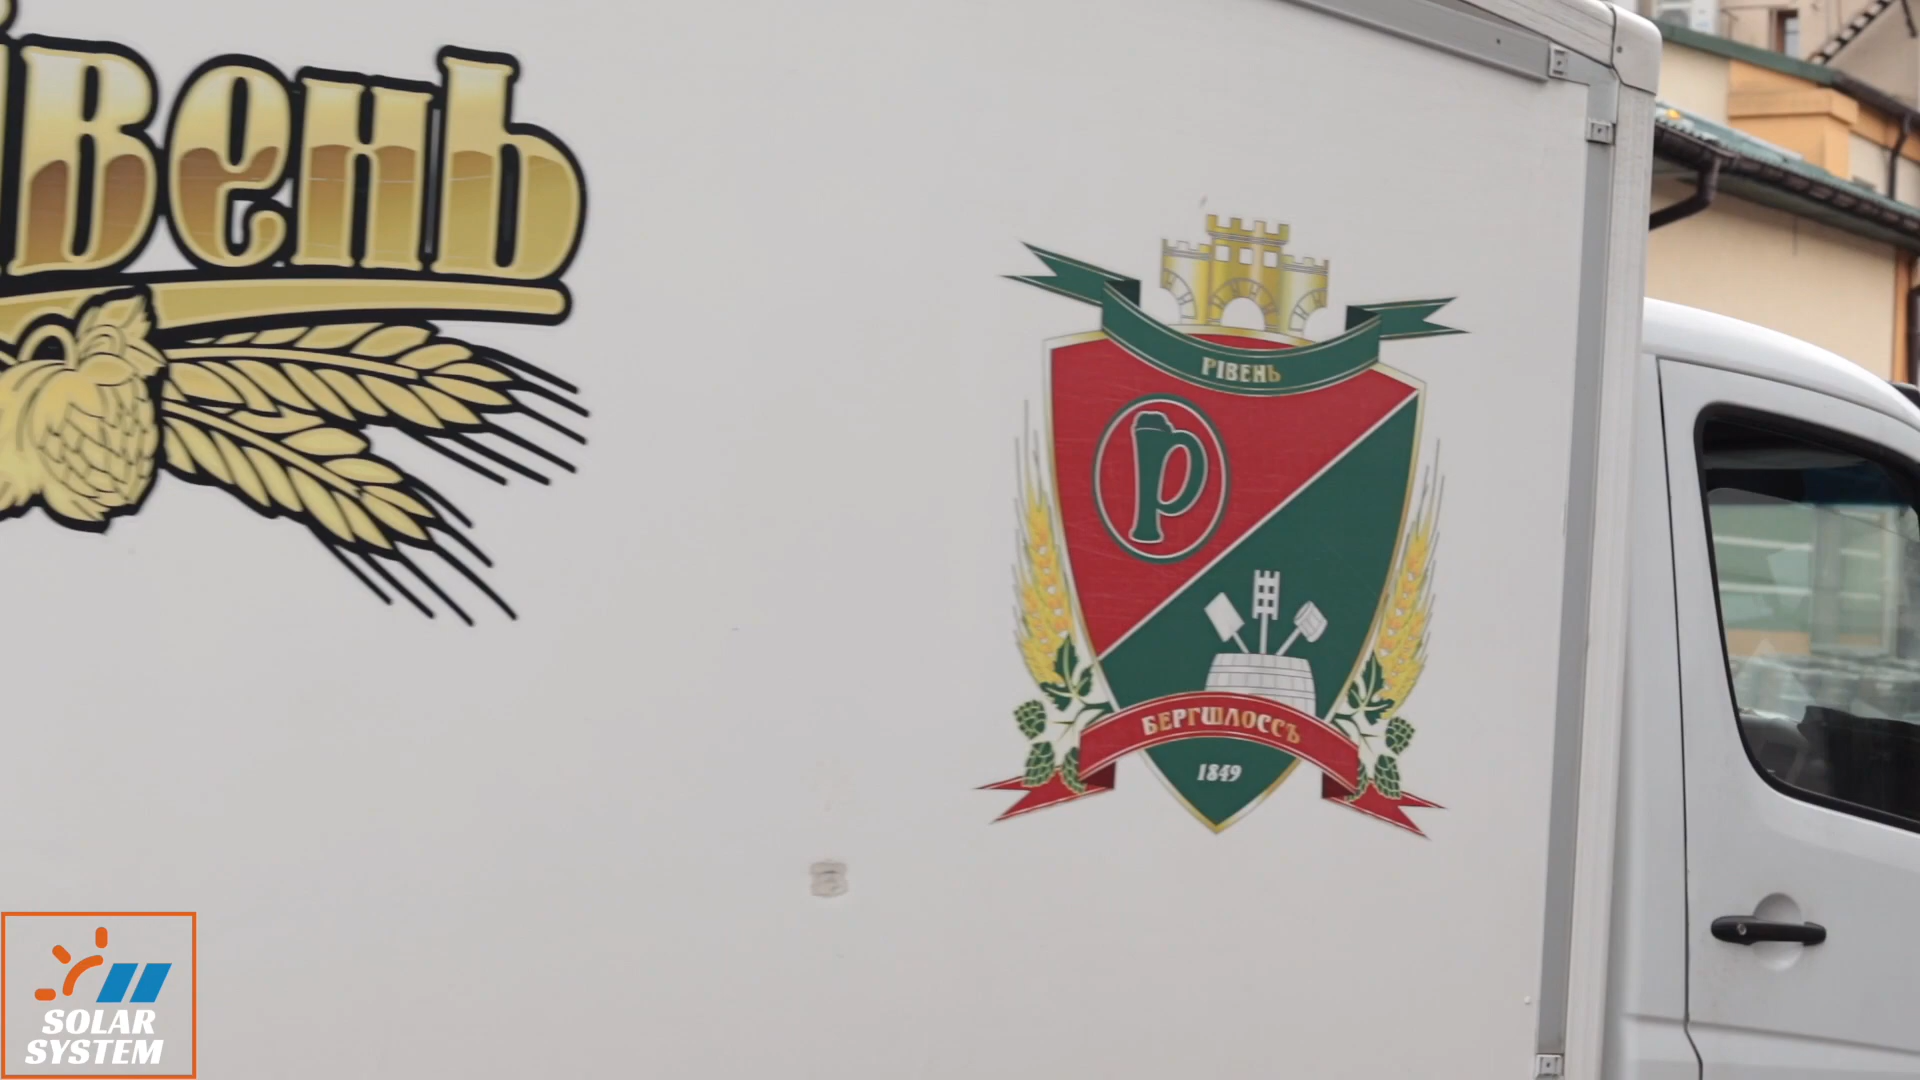 івень
РІВЕНЬ
Р
БЕРГШЛОССЪ
1849
SOLAR
SYSTEM